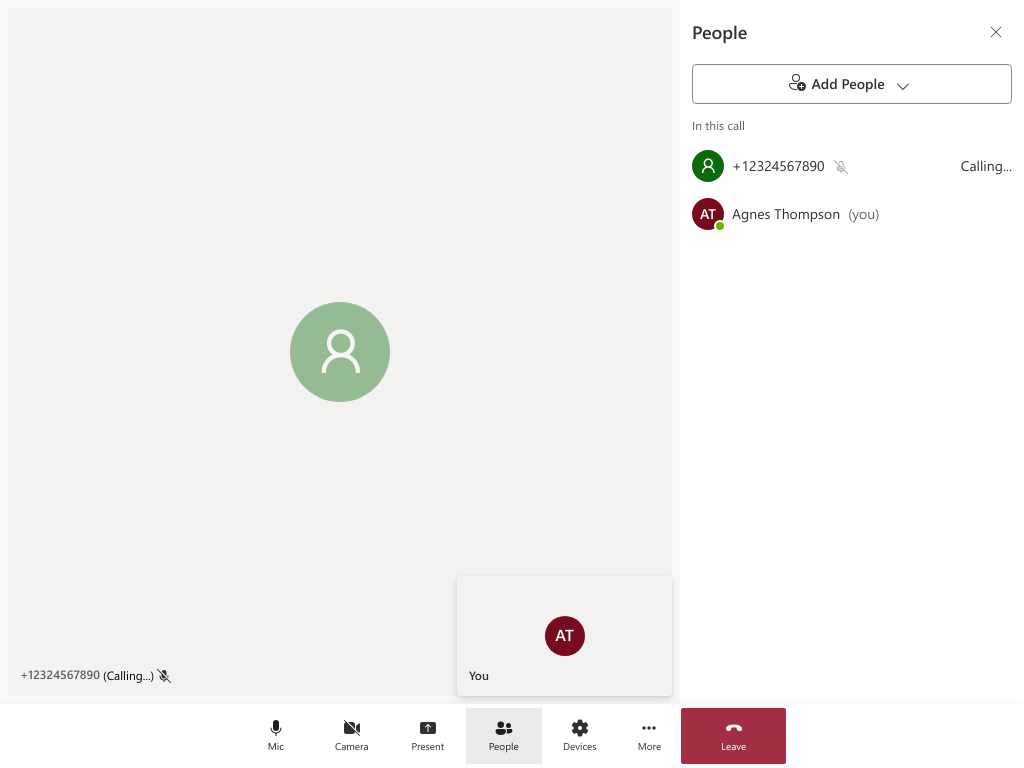 People
Add People
In this call
+12324567890 Calling...
AT Agnes Thompson (you)
AT
You
+12324567890 (Calling...)
Mic Camera Present People Devices More Leave